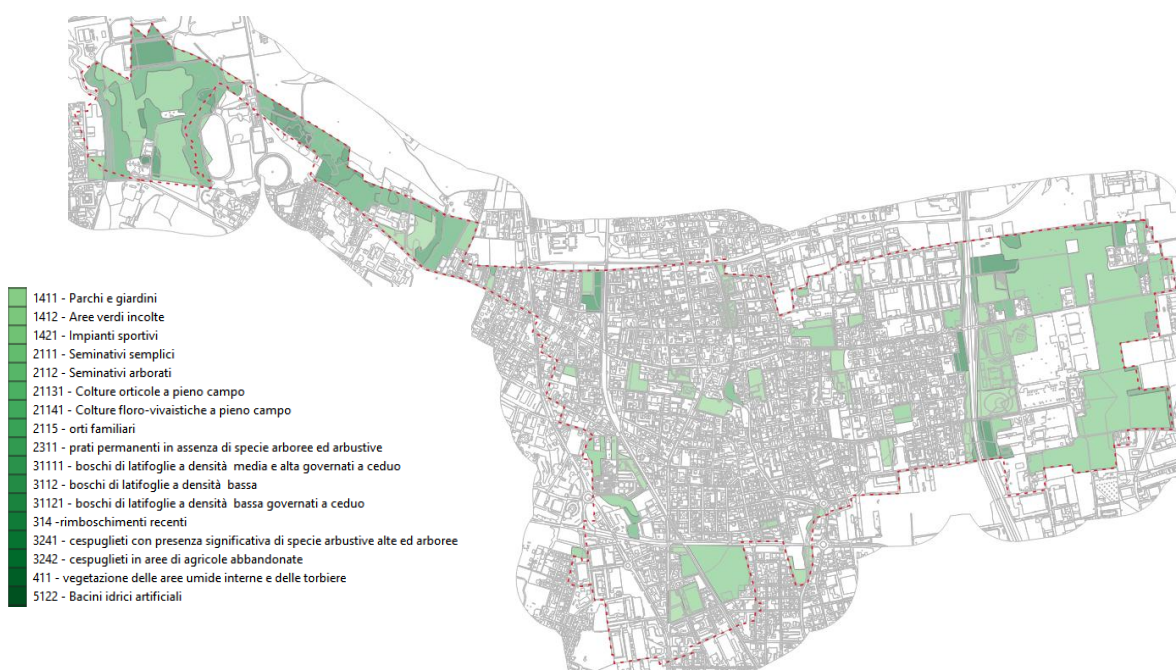 1411 - Parchi e giardini
1412 - Aree verdi incolte
1421 - Impianti sportivi
2111 - Seminativi semplici
2112 - Seminativi arborati
21131 - Colture orticole a pieno campo
21141 - Colture floro-vivaistiche a pieno campo
2115 - orti familiari
2311 - prati permanenti in assenza di specie arboree ed arbustive
31111 - boschi di latifoglie a densità  media e alta governati a ceduo
3112 - boschi di latifoglie a densità  bassa
31121 - boschi di latifoglie a densità  bassa governati a ceduo
314 -rimboschimenti recenti
3241 - cespuglieti con presenza significativa di specie arbustive alte ed arboree
3242 - cespuglieti in aree di agricole abbandonate
411 - vegetazione delle aree umide interne e delle torbiere
5122 - Bacini idrici artificiali